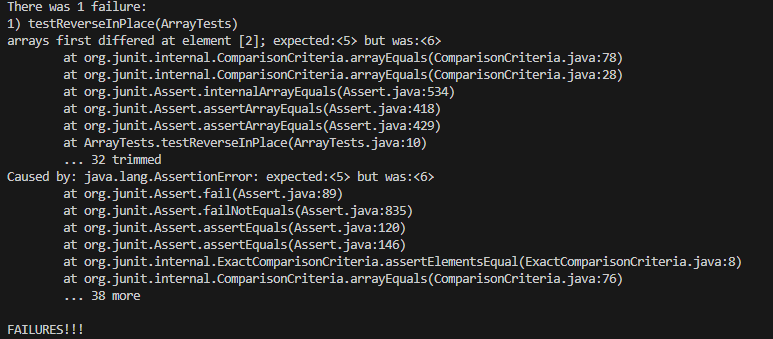 There was 1 failure:
1) testReverseInPlace(ArrayTests)
arrays first differed at element [2]; expected:<5> but was:<6>
        at org.junit.internal.ComparisonCriteria.arrayEquals(ComparisonCriteria.java:78)
        at org.junit.internal.ComparisonCriteria.arrayEquals(ComparisonCriteria.java:28)
        at org.junit.Assert.internalArrayEquals(Assert.java:534)
        at org.junit.Assert.assertArrayEquals(Assert.java:418)
        at org.junit.Assert.assertArrayEquals(Assert.java:429)
        at ArrayTests.testReverseInPlace(ArrayTests.java:10)
        ... 32 trimmed
Caused by: java.lang.AssertionError: expected:<5> but was:<6>
        at org.junit.Assert.fail(Assert.java:89)
        at org.junit.Assert.failNotEquals(Assert.java:835)
        at org.junit.Assert.assertEquals(Assert.java:120)
        at org.junit.Assert.assertEquals(Assert.java:146)
        at org.junit.internal.ExactComparisonCriteria.assertElementsEqual(ExactComparisonCriteria.java:8)
        at org.junit.internal.ComparisonCriteria.arrayEquals(ComparisonCriteria.java:76)
        ... 38 more
FAILURES!!!